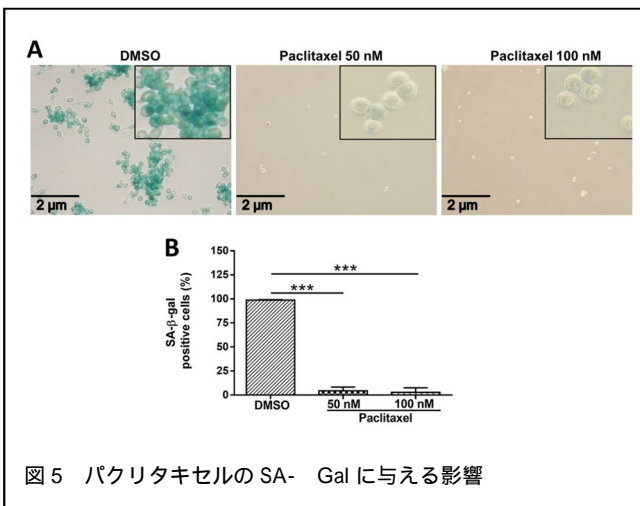 A
DMSO
Paclitaxel 50 nM
Paclitaxel 100 nM
2 µm
2 µm
2 µm
B
SA-β-gal
positive cells (%)
150
125
100
75
50
25
0
***
***
DMSO
50 nM
100 nM
Paclitaxel
図 5 パクリタキセルの SA- Gal に与える影響